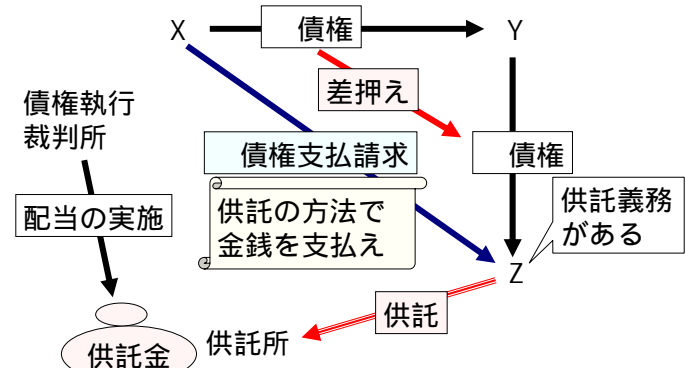 X
債権
Y
差押え
債権執行
裁判所
債権支払請求
債権
供託の方法で
金銭を支払え
配当の実施
供託義務
がある
Z
供託
供託所
供託金